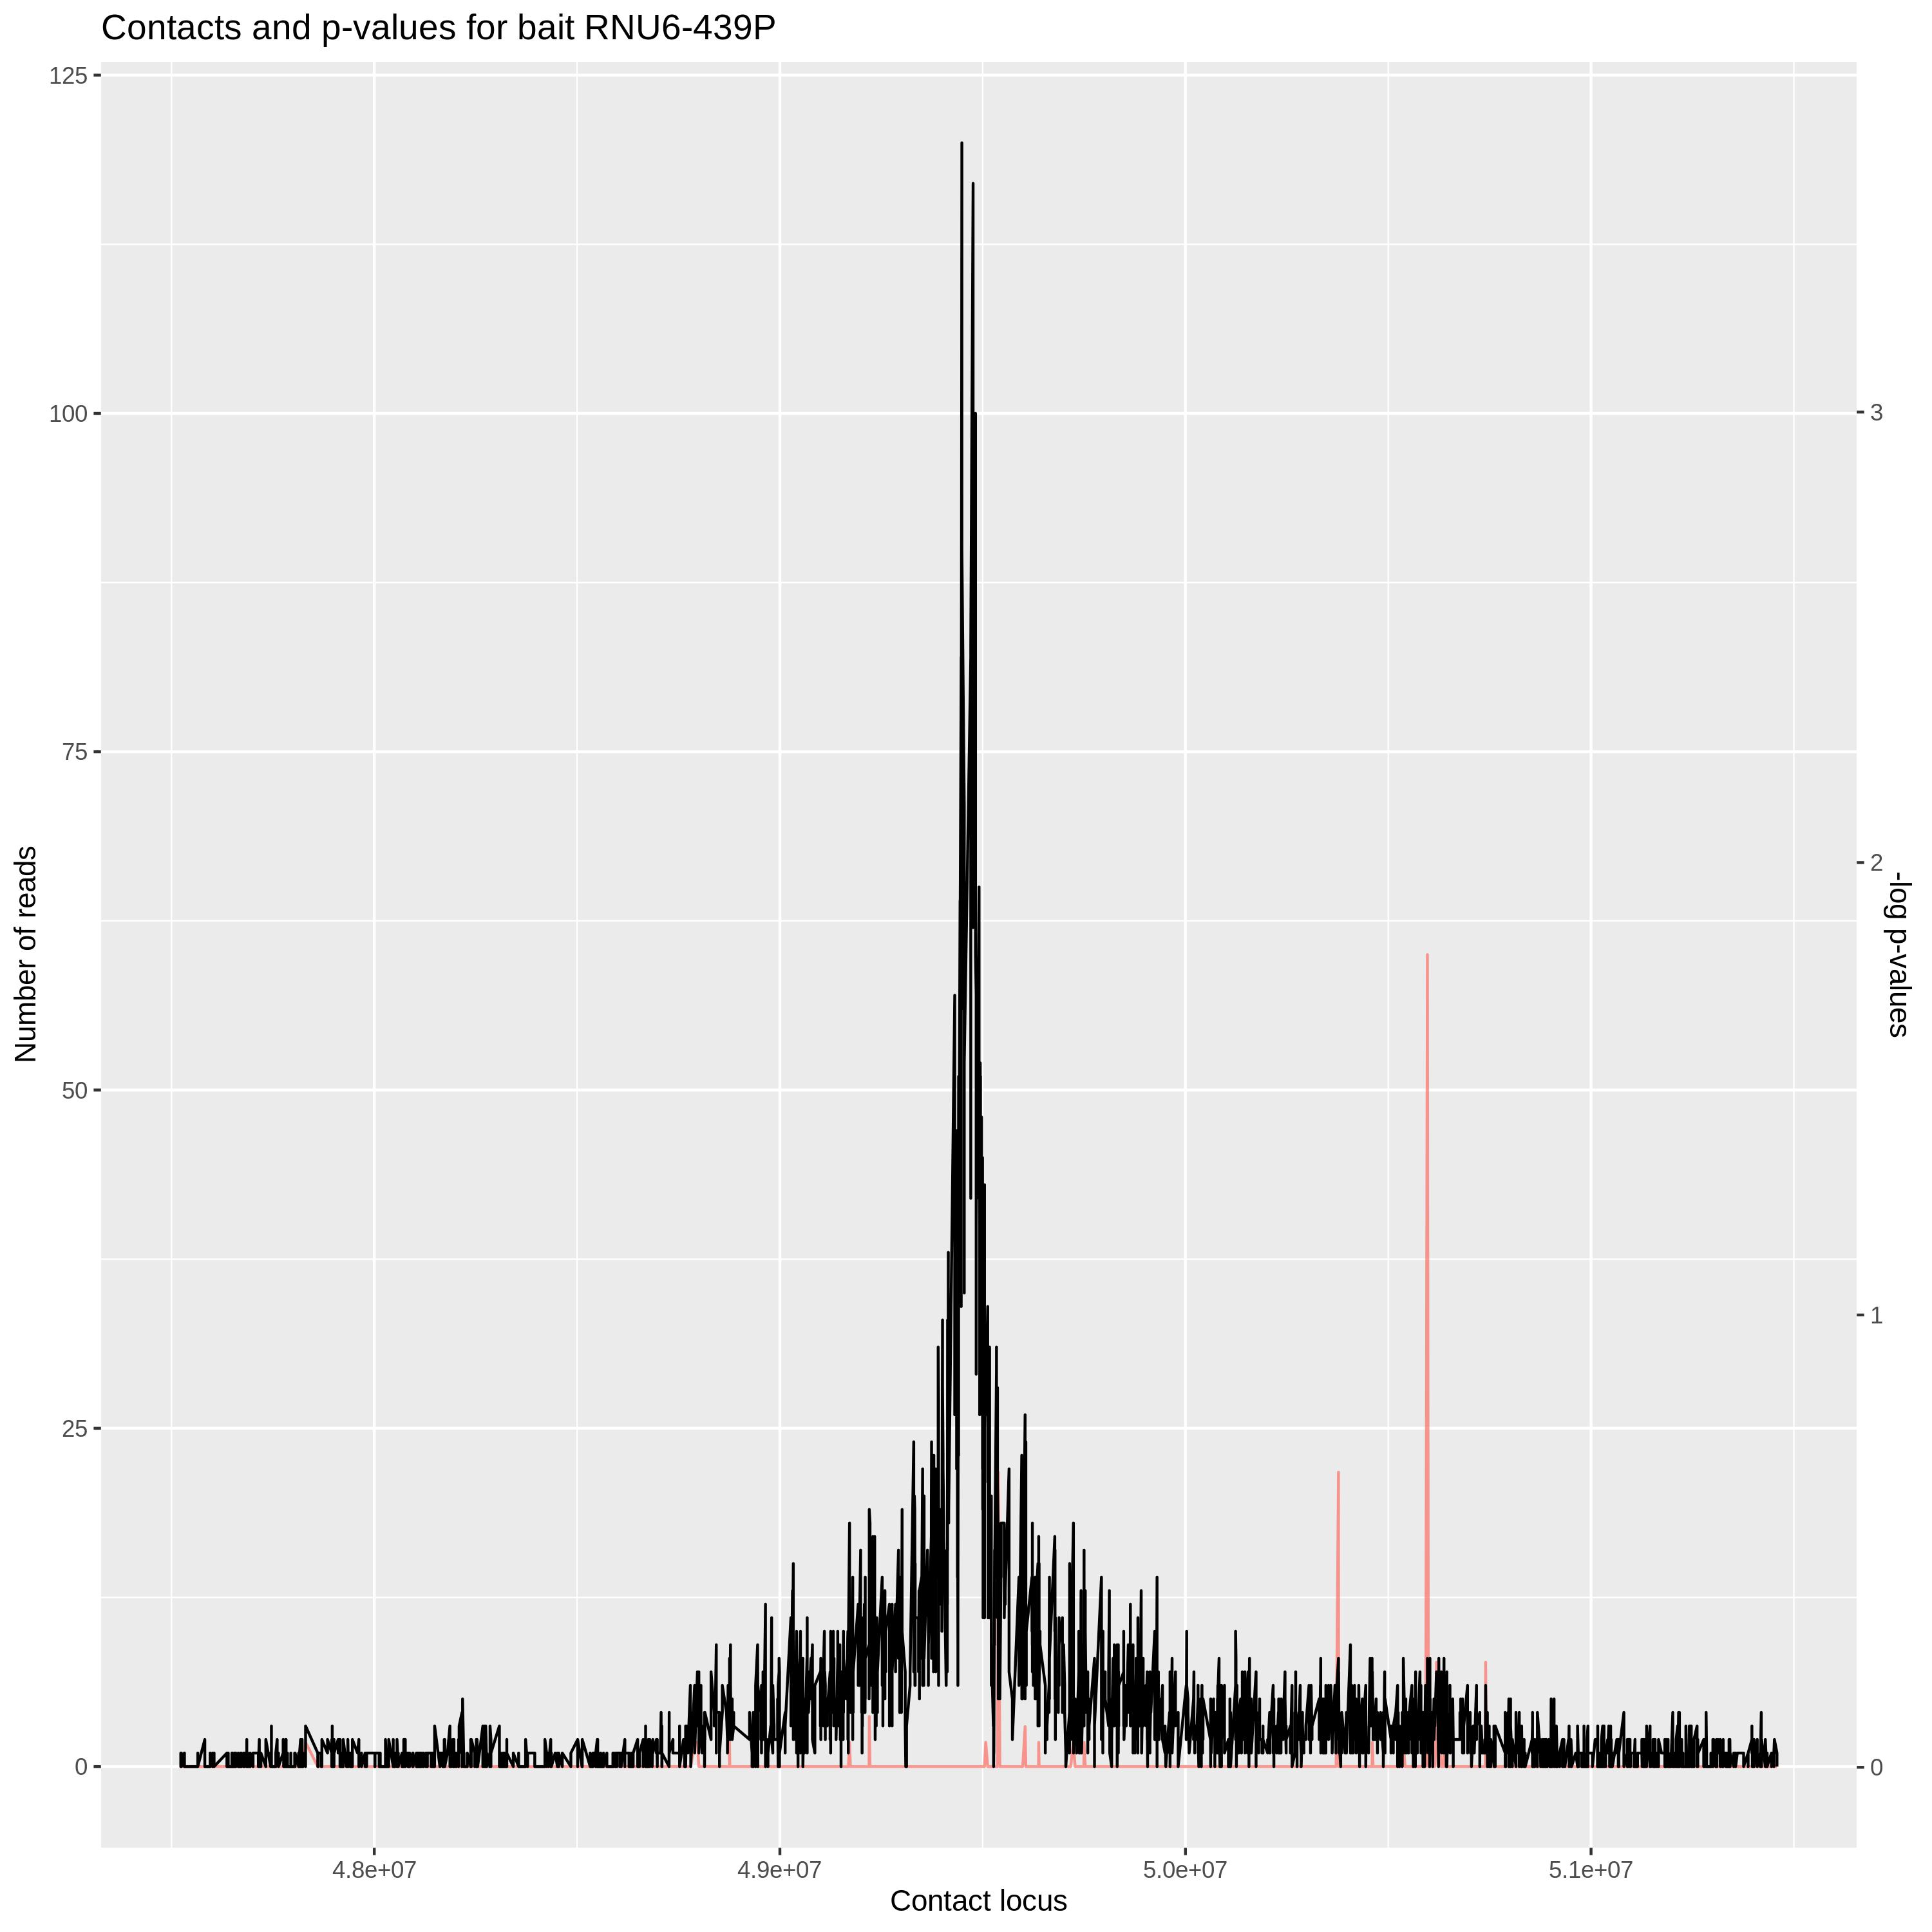 Contacts and p-values for bait RNU6-439P
125
100
75
50
25
0
Number of reads
3
2
1
0
-log p-values
4.8e+07
4.9e+07
5.0e+07
5.1e+07
Contact locus